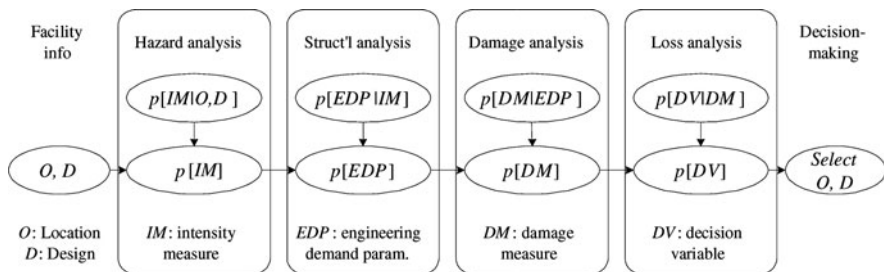 Facility
info
Hazard analysis
Struct'l analysis
Damage analysis
Loss analysis
Decision-
making
p[IM|O,D]
p[EDP|IM]
p[DM|EDP]
p[DV|DM]
O, D
p[IM]
p[EDP]
p[DM]
p[DV]
Select
O, D
O: Location
D: Design
IM: intensity
measure
EDP: engineering
demand param.
DM: damage
measure
DV: decision
variable